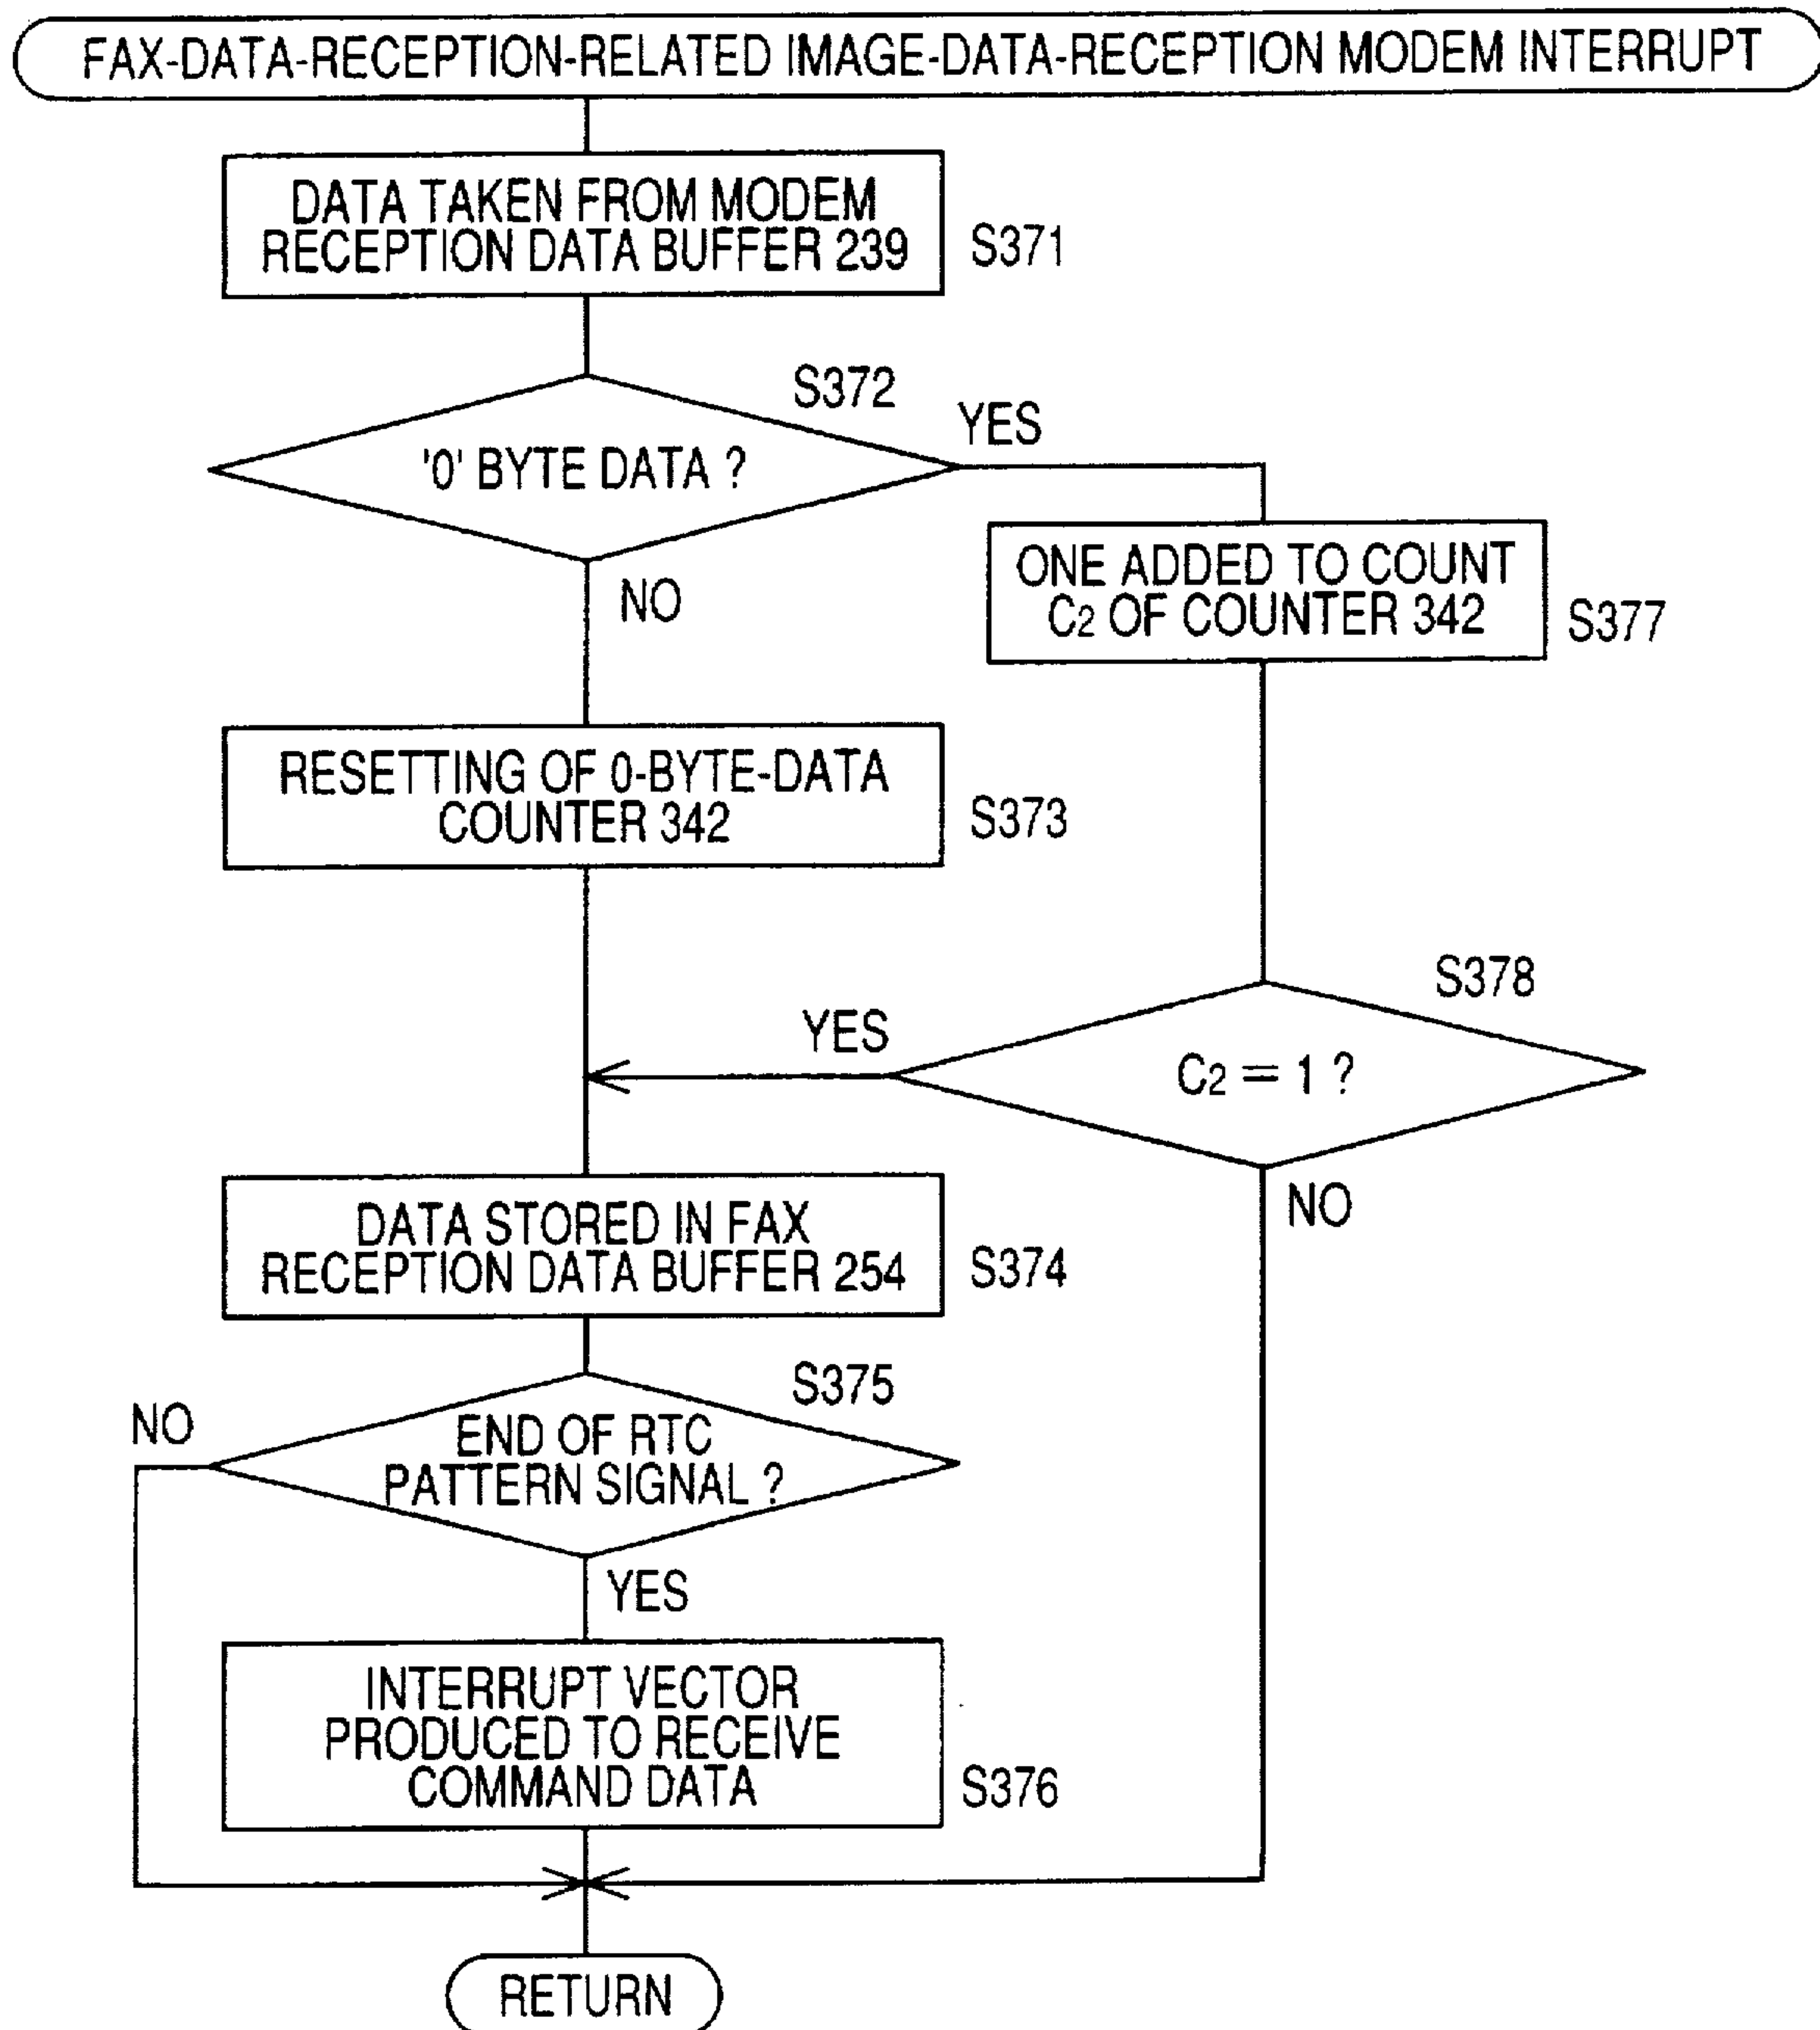 FAX-DATA-RECEPTION-RELATED IMAGE-DATA-RECEPTION MODEM INTERRUPT
DATA TAKEN FROM MODEM
RECEPTION DATA BUFFER 239
S371
S372
'0' BYTE DATA ?
YES
NO
ONE ADDED TO COUNT
C2 OF COUNTER 342
S377
RESETTING OF 0-BYTE-DATA
COUNTER 342
S373
S378
YES
C2 = 1 ?
NO
DATA STORED IN FAX
RECEPTION DATA BUFFER 254
S374
S375
NO
END OF RTC
PATTERN SIGNAL ?
YES
INTERRUPT VECTOR
PRODUCED TO RECEIVE
COMMAND DATA
S376
RETURN